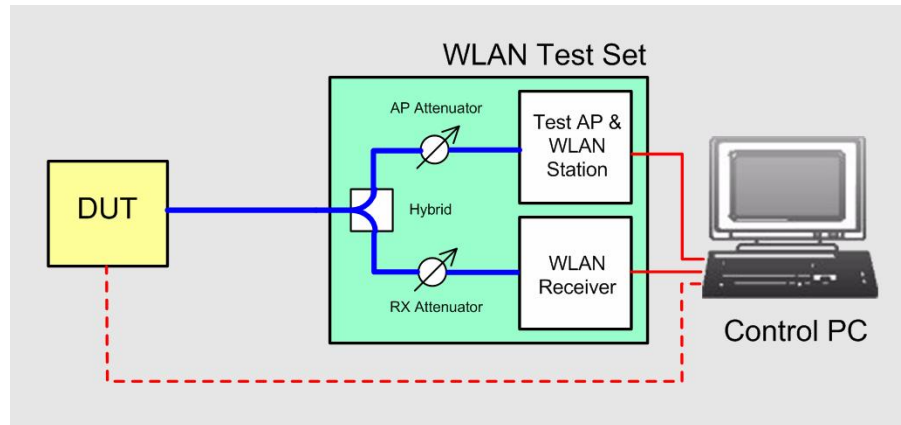 WLAN Test Set
AP Attenuator
Test AP &
WLAN
Station
DUT
Hybrid
WLAN
Receiver
RX Attenuator
Control PC